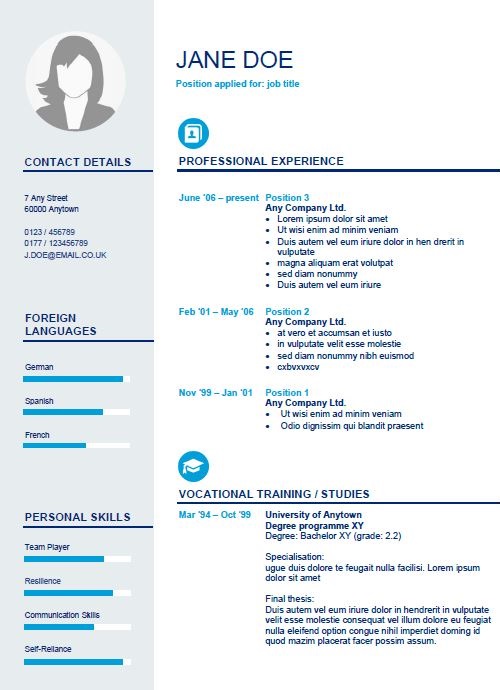 JANE DOE
Position applied for: job title
CONTACT DETAILS
7 Any Street
60000 Anytown
0123 / 456789
0177 / 123456789
J.DOE@EMAIL.CO.UK
FOREIGN
LANGUAGES
German
Spanish
French
PERSONAL SKILLS
Team Player
Resilience
Communication Skills
Self-Reliance
PROFESSIONAL EXPERIENCE
June '06 – present Position 3
Any Company Ltd.
• Lorem ipsum dolor sit amet
• Ut wisi enim ad minim veniam
• Duis autem vel eum iriure dolor in hen drerit in
vulputate
• magna aliquam erat volutpat
• sed diam nonummy
• Duis autem vel eum iriure
Feb '01 – May '06 Position 2
Any Company Ltd.
• at vero et accumsan et iusto
• in vulputate velit esse molestie
• sed diam nonummy nibh euismod
• cxbvxvxcv
Nov '99 – Jan '01 Position 1
Any Company Ltd.
• Ut wisi enim ad minim veniam
• Odio dignissim qui blandit praesent
VOCATIONAL TRAINING / STUDIES
Mar '94 – Oct '99 University of Anytown
Degree programme XY
Degree: Bachelor XY (grade: 2.2)
Specialisation:
ugue duis dolore te feugait nulla facilisi. Lorem ipsum
dolor sit amet
Final thesis:
Duis autem vel eum iriure dolor in hendrerit in vulputate
velit esse molestie consequat vel illum dolore eu feugiat
nulla eleifend option congue nihil imperdiet doming id
quod mazim placerat facer possim assum.